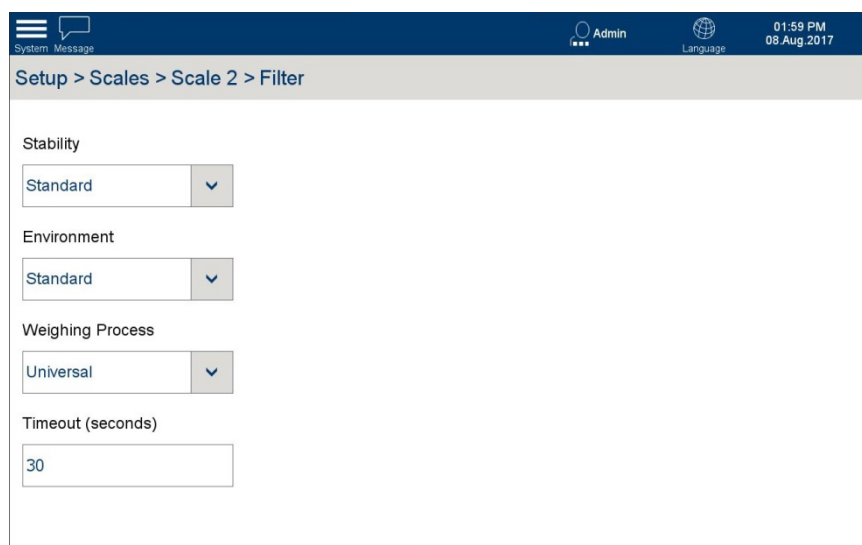 System Message
Admin
Language
01:59 PM
08.Aug.2017
Setup > Scales > Scale 2 > Filter
Stability
Standard
Environment
Standard
Weighing Process
Universal
Timeout (seconds)
30